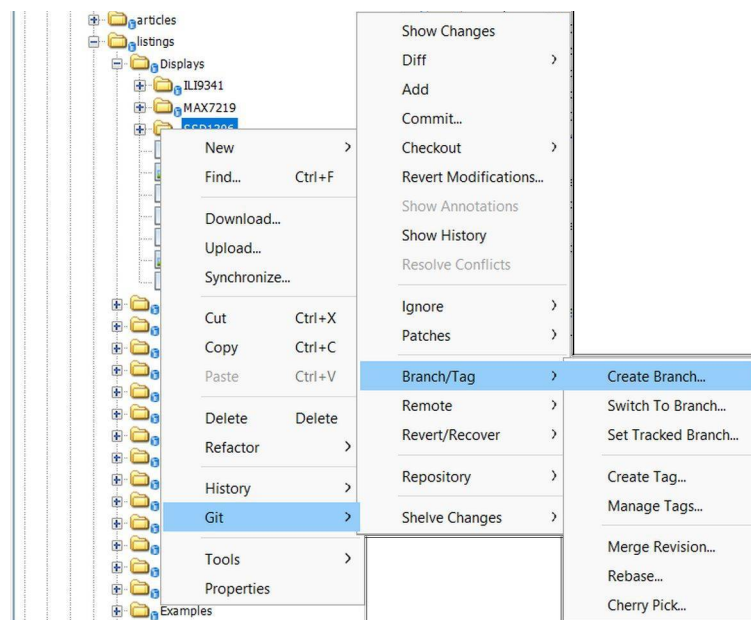 articles
listings
Displays
ILI9341
MAX7219
New
Find... Ctrl+F
Download...
Upload...
Synchronize...
Cut Ctrl+X
Copy Ctrl+C
Paste Ctrl+V
Delete Delete
Refactor
History
Git
Tools
Properties
Examples
Show Changes
Diff
Add
Commit...
Checkout
Revert Modifications...
Show Annotations
Show History
Resolve Conflicts
Ignore
Patches
Branch/Tag
Remote
Revert/Recover
Repository
Shelve Changes
Create Branch...
Switch To Branch...
Set Tracked Branch...
Create Tag...
Manage Tags...
Merge Revision...
Rebase...
Cherry Pick...